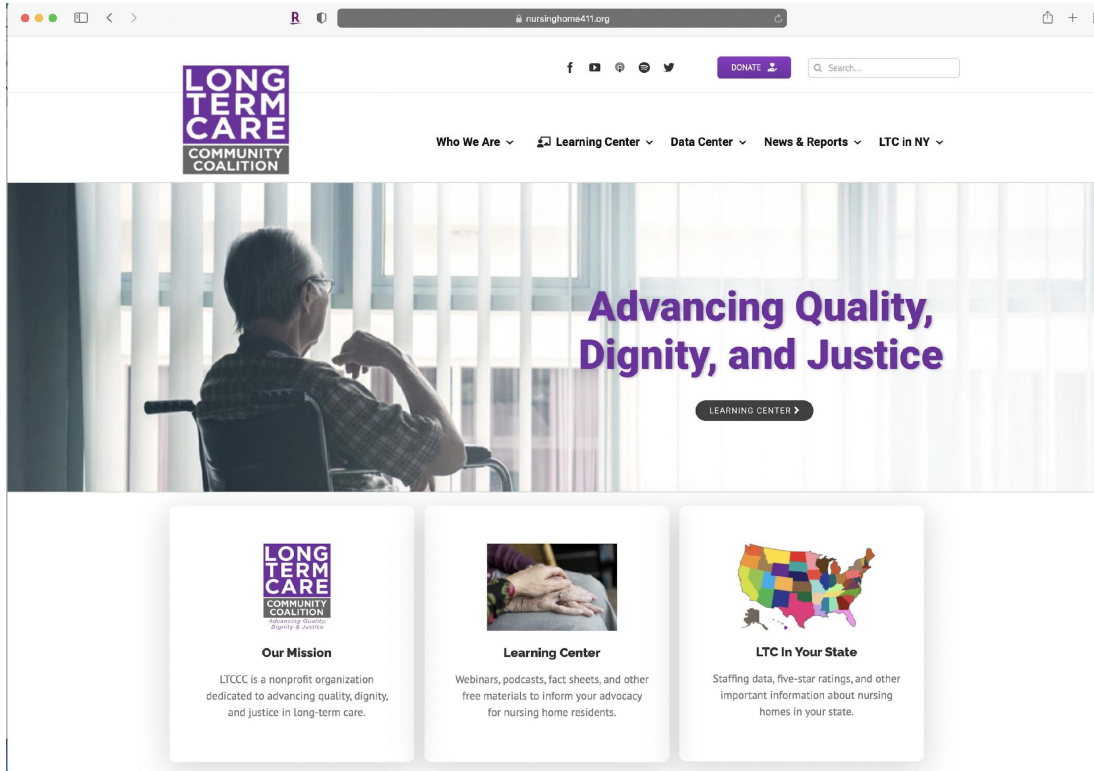 R
nursinghome411.org
LONG
TERM
CARE
COMMUNITY
COALITION
DONATE
Search...
Who We Are
Learning Center
Data Center
News & Reports
LTC in NY
Advancing Quality,
Dignity, and Justice
LEARNING CENTER
LONG
TERM
CARE
COMMUNITY
COALITION
Advancing Quality,
Dignity & Justice
Our Mission
LTCCC is a nonprofit organization
dedicated to advancing quality, dignity,
and justice in long-term care.
Learning Center
Webinars, podcasts, fact sheets, and other
free materials to inform your advocacy
for nursing home residents.
LTC In Your State
Staffing data, five-star ratings, and other
important information about nursing
homes in your state.